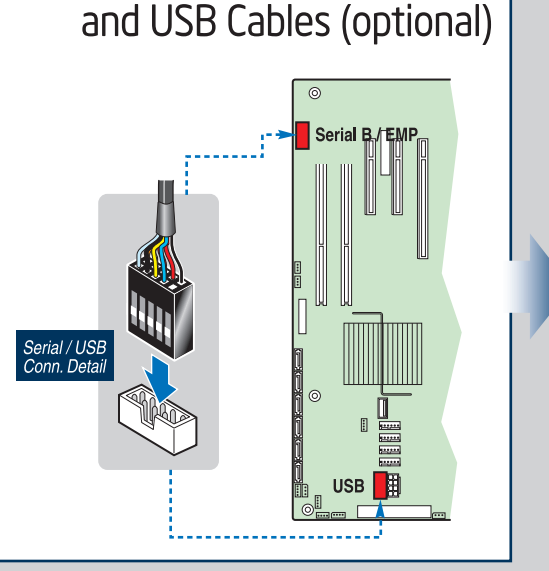 and USB Cables (optional)
Serial B / EMP
Serial / USB
Conn. Detail
USB